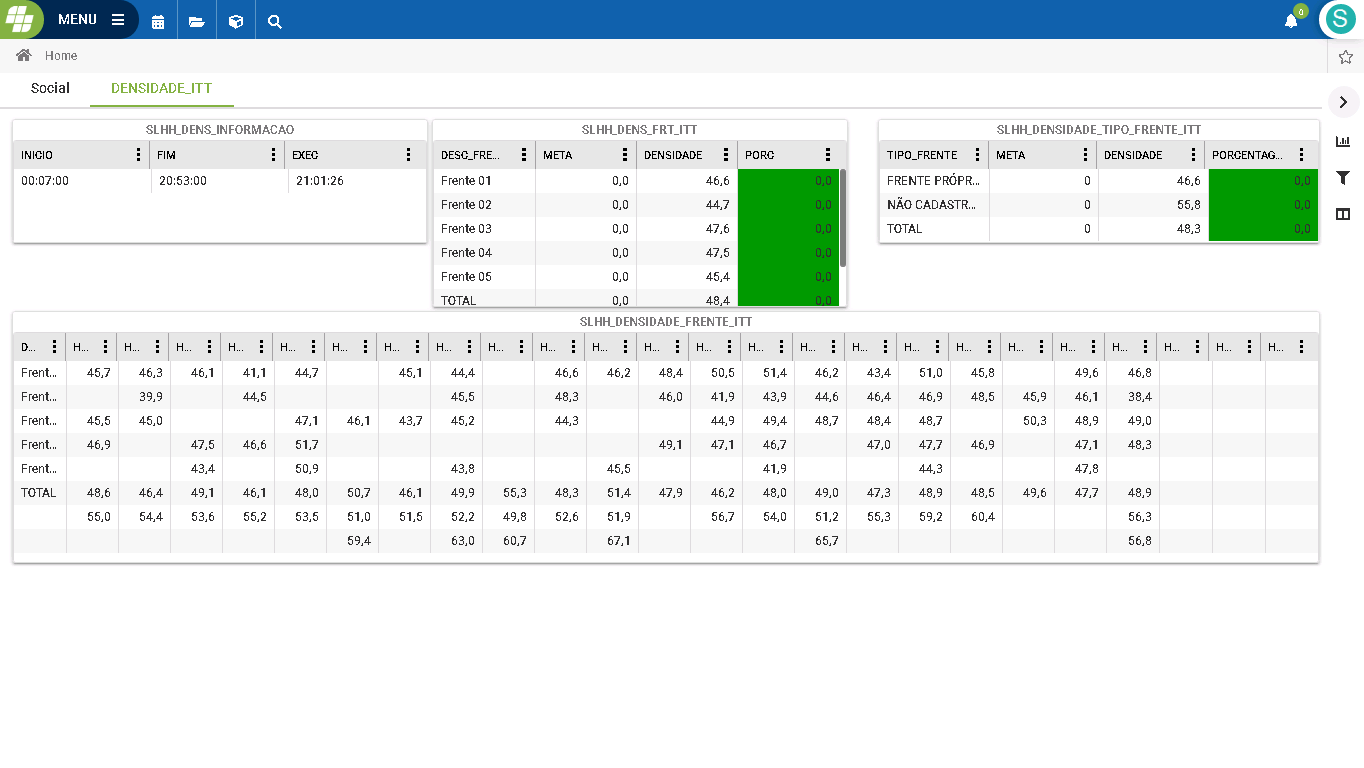 MENU
0
S
Home
Social DENSIDADE_ITT
SLHH_DENS_INFORMACAO
INICIO FIM EXEC
00:07:00 20:53:00 21:01:26
SLHH_DENS_FRT_ITT
DESC_FRE... META DENSIDADE PORC
Frente 01 0,0 46,6 0,0
Frente 02 0,0 44,7 0,0
Frente 03 0,0 47,6 0,0
Frente 04 0,0 47,5 0,0
Frente 05 0,0 45,4 0,0
TOTAL 0,0 48,4 0,0
SLHH_DENSIDADE_TIPO_FRENTE_ITT
TIPO_FRENTE META DENSIDADE PORCENTAG...
FRENTE PRÓPR... 0 46,6 0,0
NÃO CADASTR... 0 55,8 0,0
TOTAL 0 48,3 0,0
SLHH_DENSIDADE_FRENTE_ITT
D... H... H... H... H... H... H... H... H... H... H... H... H... H... H... H... H... H... H... H... H... H... H... H... H...
Frent... 45,7 46,3 46,1 41,1 44,7 45,1 44,4 46,6 46,2 48,4 50,5 51,4 46,2 43,4 51,0 45,8 49,6 46,8
Frent... 39,9 44,5 45,5 48,3 46,0 41,9 43,9 44,6 46,4 46,9 48,5 45,9 46,1 38,4
Frent... 45,5 45,0 47,1 46,1 43,7 45,2 44,3 44,9 49,4 48,7 48,4 48,7 50,3 48,9 49,0
Frent... 46,9 47,5 46,6 51,7 49,1 47,1 46,7 47,0 47,7 46,9 47,1 48,3
Frent... 43,4 50,9 43,8 45,5 41,9 44,3 47,8
TOTAL 48,6 46,4 49,1 46,1 48,0 50,7 46,1 49,9 55,3 48,3 51,4 47,9 46,2 48,0 49,0 47,3 48,9 48,5 49,6 47,7 48,9
55,0 54,4 53,6 55,2 53,5 51,0 51,5 52,2 49,8 52,6 51,9 56,7 54,0 51,2 55,3 59,2 60,4 56,3
59,4 63,0 60,7 67,1 65,7 56,8